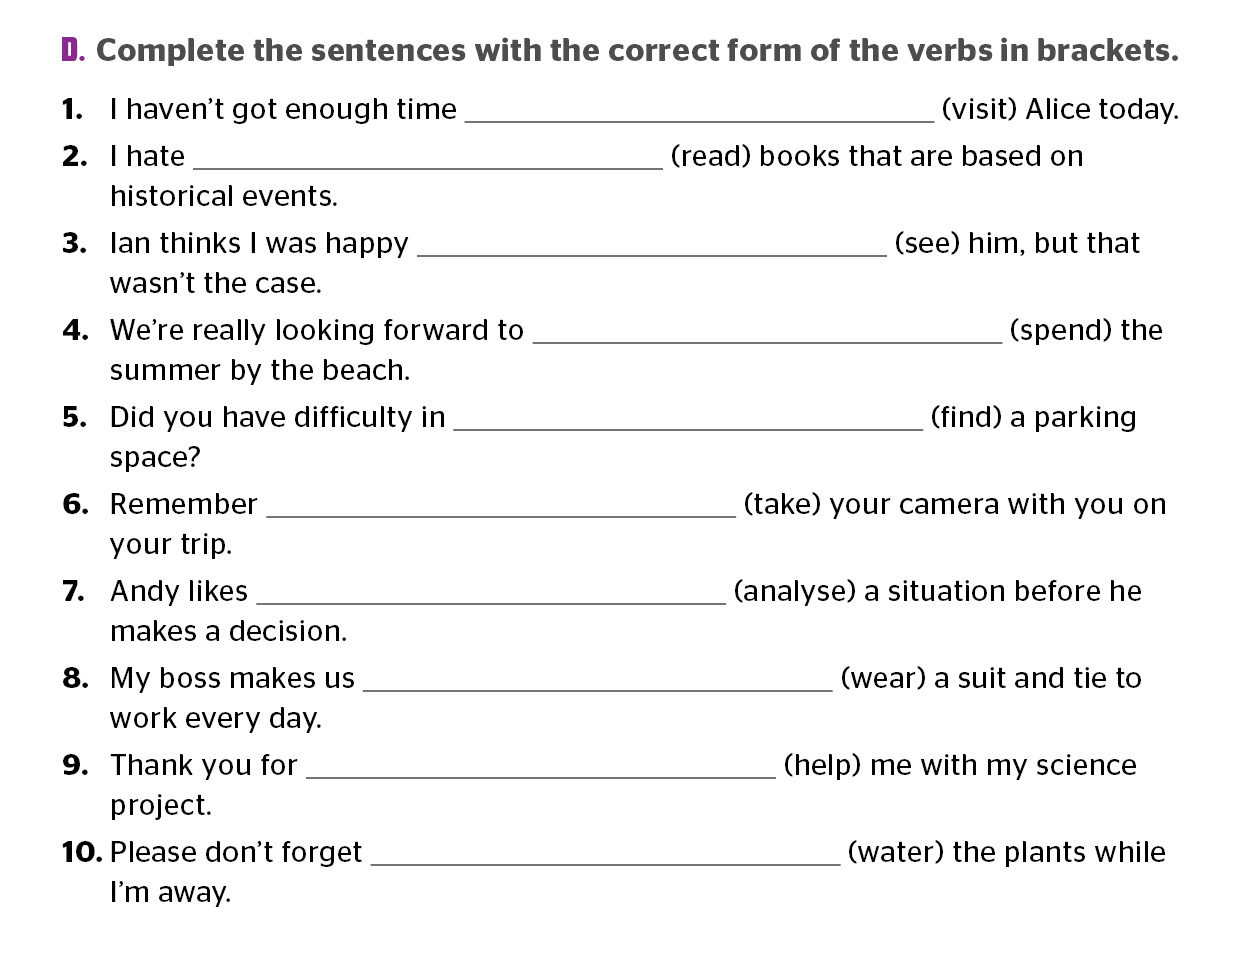 D. Complete the sentences with the correct form of the verbs in brackets.
1. I haven't got enough time ______________________________ (visit) Alice today.
2. I hate ______________________________ (read) books that are based on
historical events.
3. Ian thinks I was happy ______________________________ (see) him, but that
wasn't the case.
4. We're really looking forward to ______________________________ (spend) the
summer by the beach.
5. Did you have difficulty in ______________________________ (find) a parking
space?
6. Remember ______________________________ (take) your camera with you on
your trip.
7. Andy likes ______________________________ (analyse) a situation before he
makes a decision.
8. My boss makes us ______________________________ (wear) a suit and tie to
work every day.
9. Thank you for ______________________________ (help) me with my science
project.
10. Please don't forget ______________________________ (water) the plants while
I'm away.